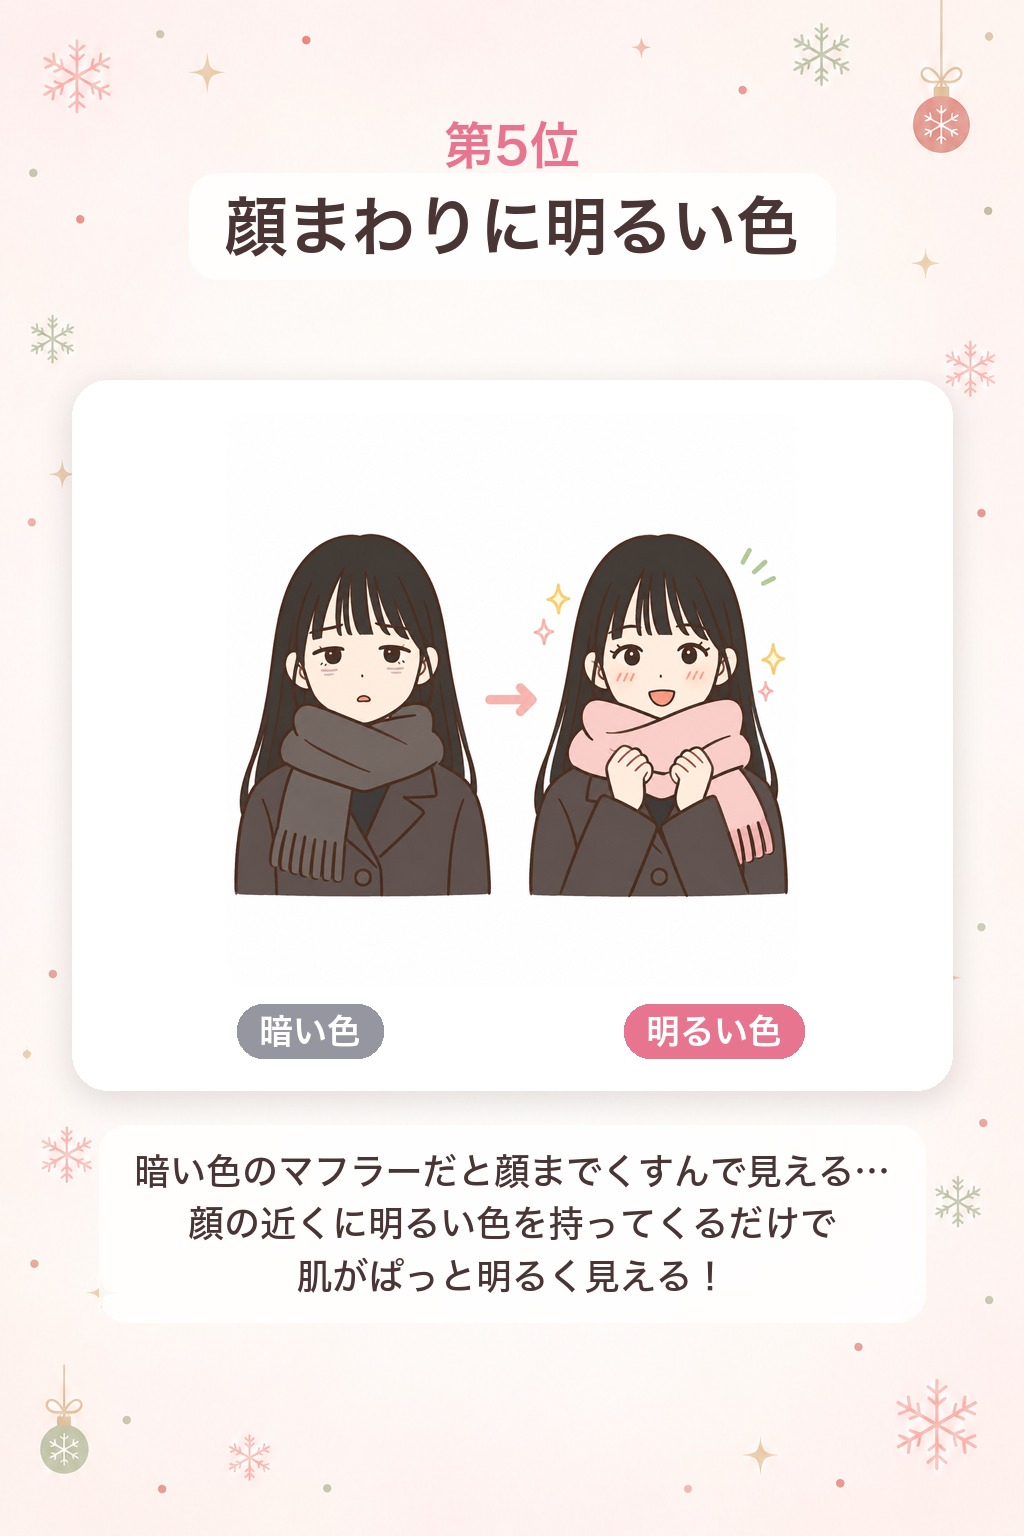 第5位
顔まわりに明るい色
暗い色
明るい色
暗い色のマフラーだと顔までくすんで見える…
顔の近くに明るい色を持ってくるだけで
肌がぱっと明るく見える！